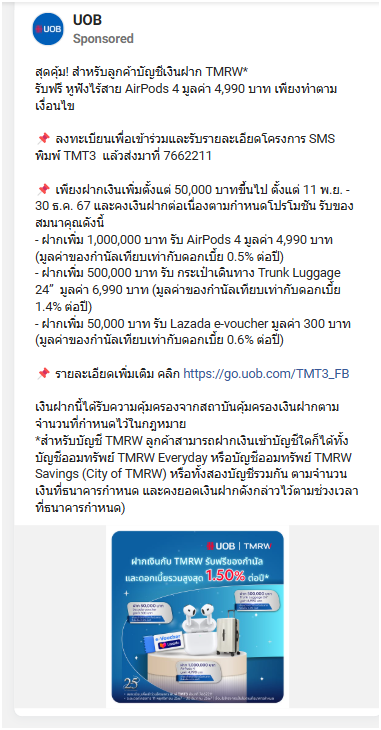 UOB
UOB
Sponsored
สุดคุ้ม! สำหรับลูกค้าบัญชีเงินฝาก TMRW*
รับฟรี หูฟังไร้สาย AirPods 4 มูลค่า 4,990 บาท เพียงทำตาม
เงื่อนไข
📌 ลงทะเบียนเพื่อเข้าร่วมและรับรายละเอียดโครงการ SMS
พิมพ์ TMT3 แล้วส่งมาที่ 7662211
📌 เพียงฝากเงินเพิ่มตั้งแต่ 50,000 บาทขึ้นไป ตั้งแต่ 11 พ.ย. -
30 ธ.ค. 67 และคงเงินฝากต่อเนื่องตามกำหนดโปรโมชัน รับของ
สมนาคุณดังนี้
- ฝากเพิ่ม 1,000,000 บาท รับ AirPods 4 มูลค่า 4,990 บาท
(มูลค่าของกำนัลเทียบเท่ากับดอกเบี้ย 0.5% ต่อปี)
- ฝากเพิ่ม 500,000 บาท รับ กระเป๋าเดินทาง Trunk Luggage
24” มูลค่า 6,990 บาท (มูลค่าของกำนัลเทียบเท่ากับดอกเบี้ย
1.4% ต่อปี)
- ฝากเพิ่ม 50,000 บาท รับ Lazada e-voucher มูลค่า 300 บาท
(มูลค่าของกำนัลเทียบเท่ากับดอกเบี้ย 0.6% ต่อปี)
📌 รายละเอียดเพิ่มเติม คลิก https://go.uob.com/TMT3_FB
เงินฝากนี้ได้รับความคุ้มครองจากสถาบันคุ้มครองเงินฝากตาม
จำนวนที่กำหนดไว้ในกฎหมาย
*สำหรับบัญชี TMRW ลูกค้าสามารถฝากเงินเข้าบัญชีใดก็ได้ทั้ง
บัญชีออมทรัพย์ TMRW Everyday หรือบัญชีออมทรัพย์ TMRW
Savings (City of TMRW) หรือทั้งสองบัญชีรวมกัน ตามจำนวน
เงินที่ธนาคารกำหนด และคงยอดเงินฝากดังกล่าวไว้ตามช่วงเวลา
ที่ธนาคารกำหนด)
UOB | TMRW
ฝากเงินกับ TMRW รับฟรีของกำนัล
และดอกเบี้ยรวมสูงสุด 1.50% ต่อปี*
e-Voucher
25